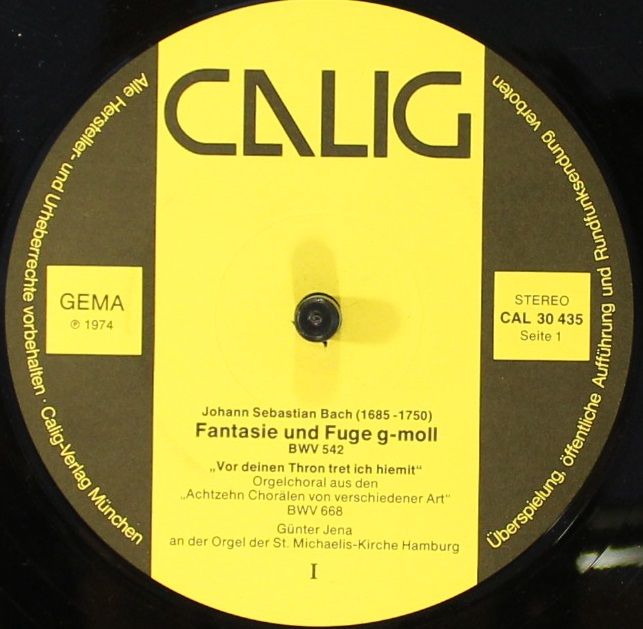 CALIG
Alle Hersteller- und Urheberrechte vorbehalten · Calig-Verlag München
GEMA
℗ 1974
STEREO
CAL 30 435
Seite 1
Überspielung, öffentliche Aufführung und Rundfunksendung verboten
Johann Sebastian Bach (1685 -1750)
Fantasie und Fuge g-moll
BWV 542
„Vor deinen Thron tret ich hiemit“
Orgelchoral aus den
„Achtzehn Chorälen von verschiedener Art“
BWV 668
Günter Jena
an der Orgel der St. Michaelis-Kirche Hamburg
I